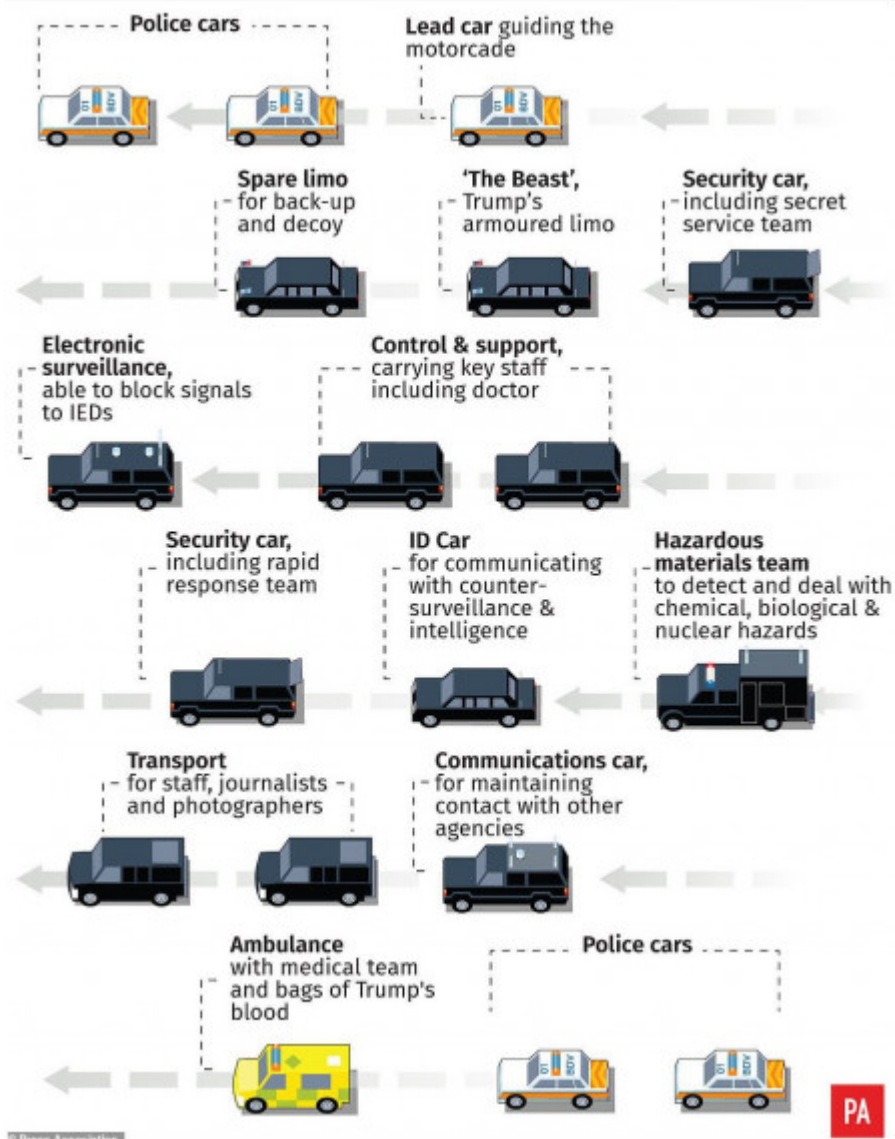 Police cars
Lead car guiding the
motorcade
Spare limo
for back-up
and decoy
'The Beast',
Trump's
armoured limo
Security car,
including secret
service team
Electronic
surveillance,
able to block signals
to IEDs
Control & support,
carrying key staff
including doctor
Security car,
including rapid
response team
ID Car
for communicating
with counter-
surveillance &
intelligence
Hazardous
materials team
to detect and deal with
chemical, biological &
nuclear hazards
Transport
for staff, journalists
and photographers
Communications car,
for maintaining
contact with other
agencies
Ambulance
with medical team
and bags of Trump's
blood
Police cars
PA